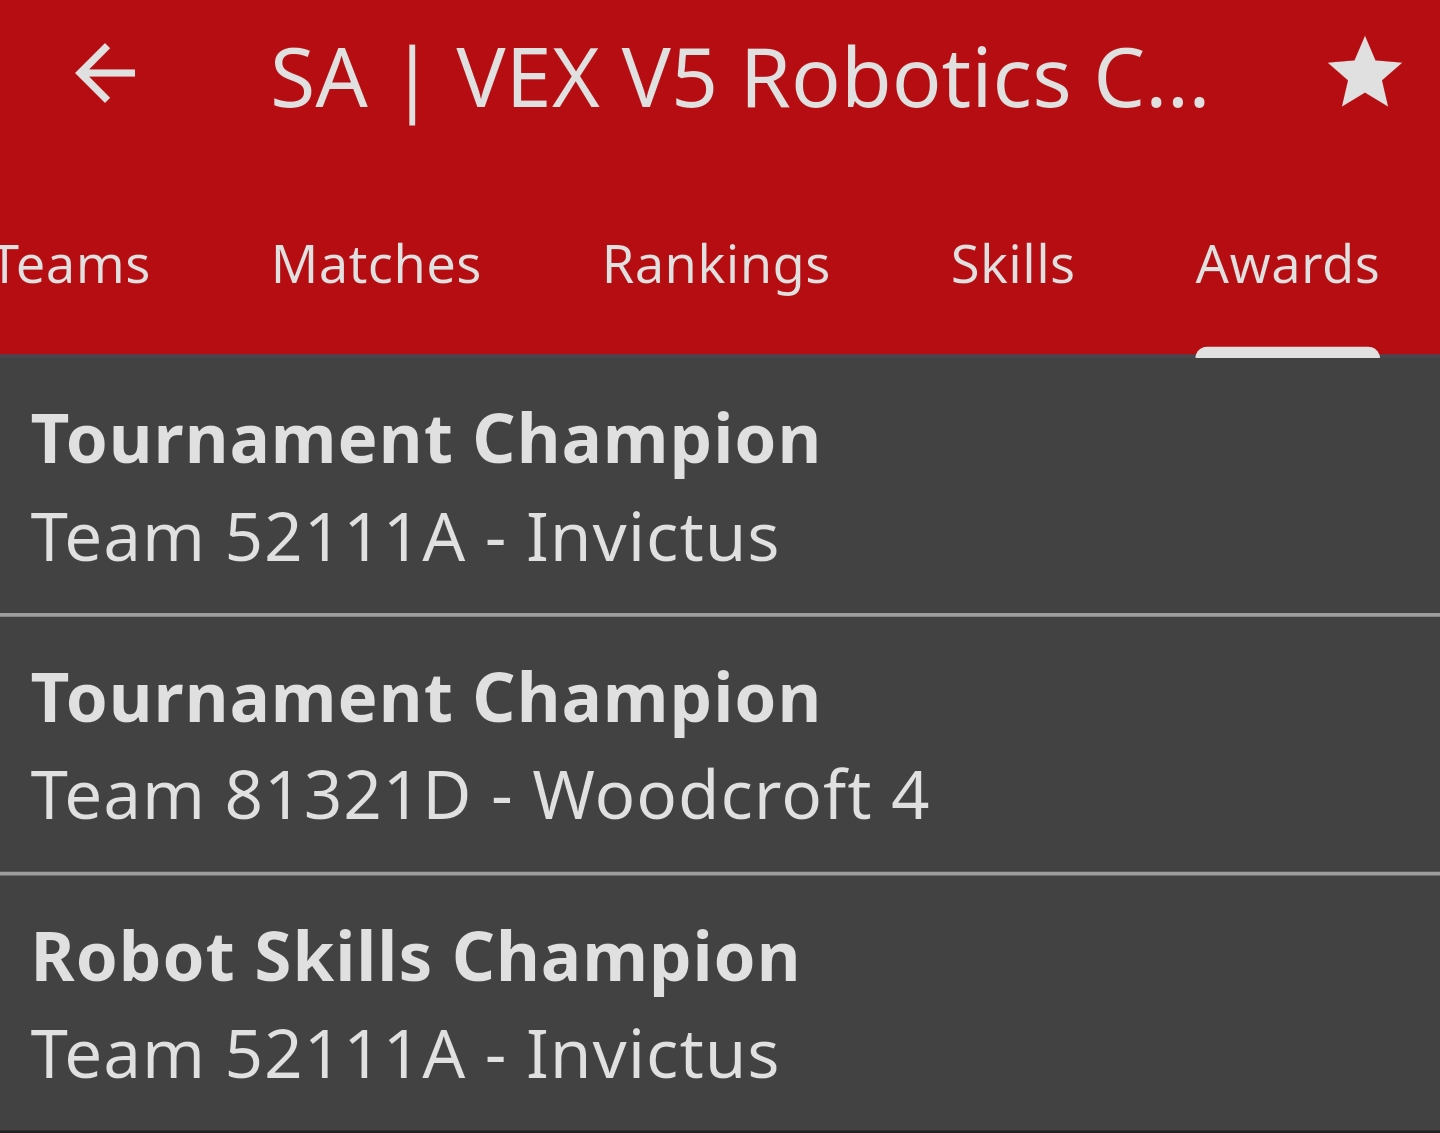 SA | VEX V5 Robotics C...
Teams Matches Rankings Skills Awards
Tournament Champion
Team 52111A - Invictus
Tournament Champion
Team 81321D - Woodcroft 4
Robot Skills Champion
Team 52111A - Invictus